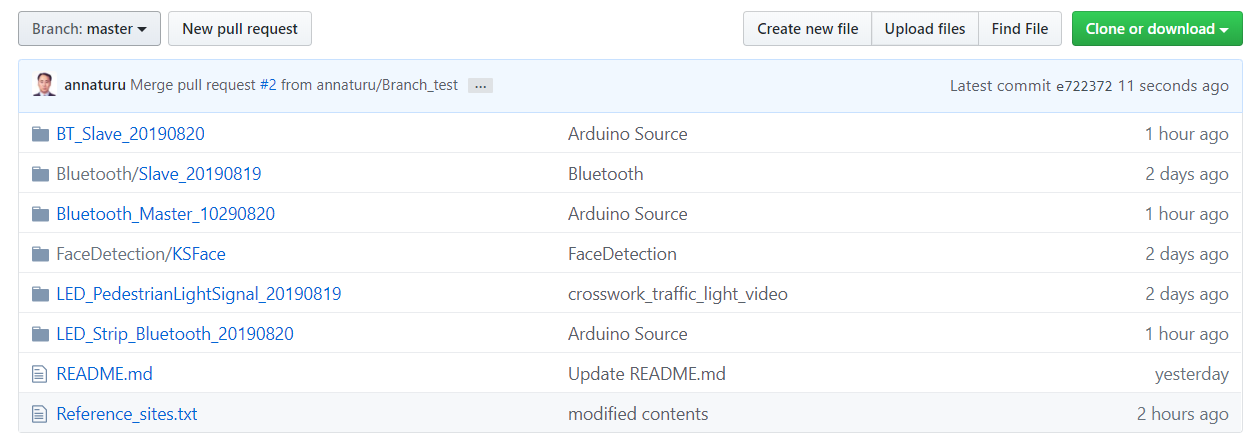 Branch: master New pull request Create new file Upload files Find File Clone or download
annaturu Merge pull request #2 from annaturu/Branch_test ... Latest commit e722372 11 seconds ago
BT_Slave_20190820 Arduino Source 1 hour ago
Bluetooth/Slave_20190819 Bluetooth 2 days ago
Bluetooth_Master_10290820 Arduino Source 1 hour ago
FaceDetection/KSFace FaceDetection 2 days ago
LED_PedestrianLightSignal_20190819 crosswork_traffic_light_video 2 days ago
LED_Strip_Bluetooth_20190820 Arduino Source 1 hour ago
README.md Update README.md yesterday
Reference_sites.txt modified contents 2 hours ago